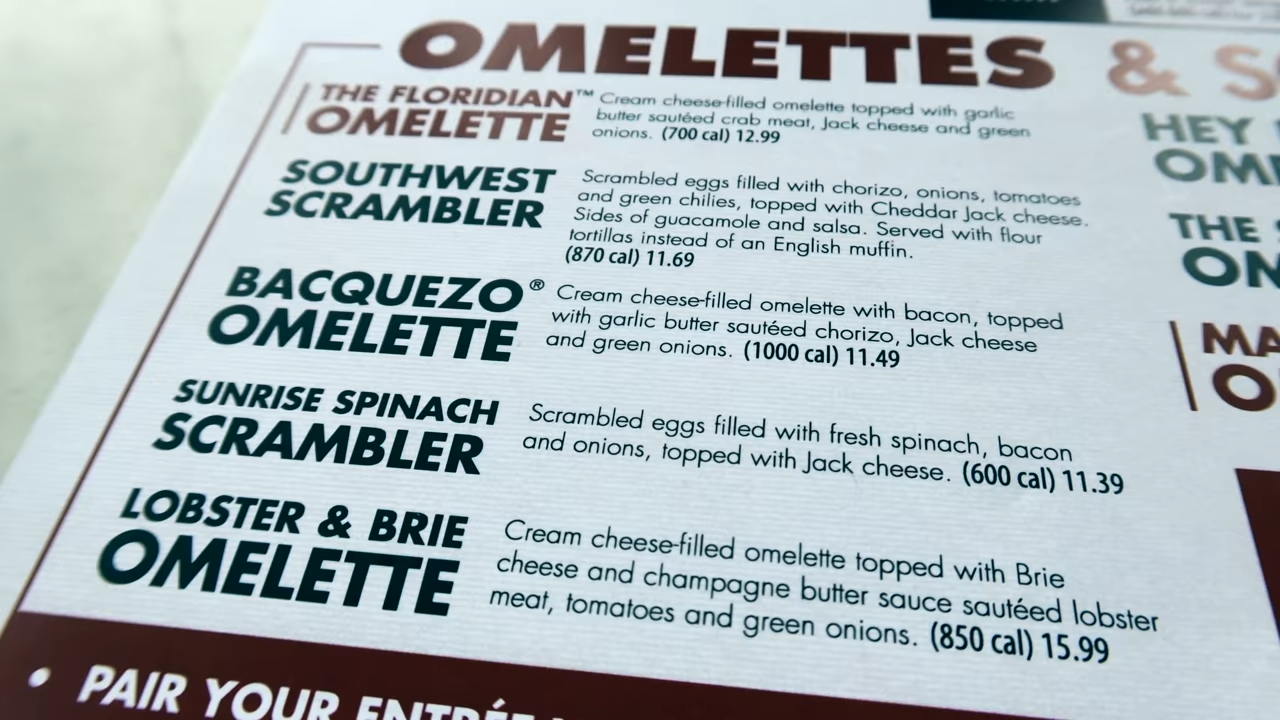 OMELETTES &
THE FLORIDIAN™
OMELETTE
Cream cheese-filled omelette topped with garlic
butter sautéed crab meat, Jack cheese and green
onions. (700 cal) 12.99
SOUTHWEST
SCRAMBLER
Scrambled eggs filled with chorizo, onions, tomatoes
and green chilies, topped with Cheddar Jack cheese.
Sides of guacamole and salsa. Served with flour
tortillas instead of an English muffin.
(870 cal) 11.69
BACQUEZO®
OMELETTE
Cream cheese-filled omelette with bacon, topped
with garlic butter sautéed chorizo, Jack cheese
and green onions. (1000 cal) 11.49
SUNRISE SPINACH
SCRAMBLER
Scrambled eggs filled with fresh spinach, bacon
and onions, topped with Jack cheese. (600 cal) 11.39
LOBSTER & BRIE
OMELETTE
Cream cheese-filled omelette topped with Brie
cheese and champagne butter sauce sautéed lobster
meat, tomatoes and green onions. (850 cal) 15.99
• PAIR YOUR ENTRÉE
HEY
THE